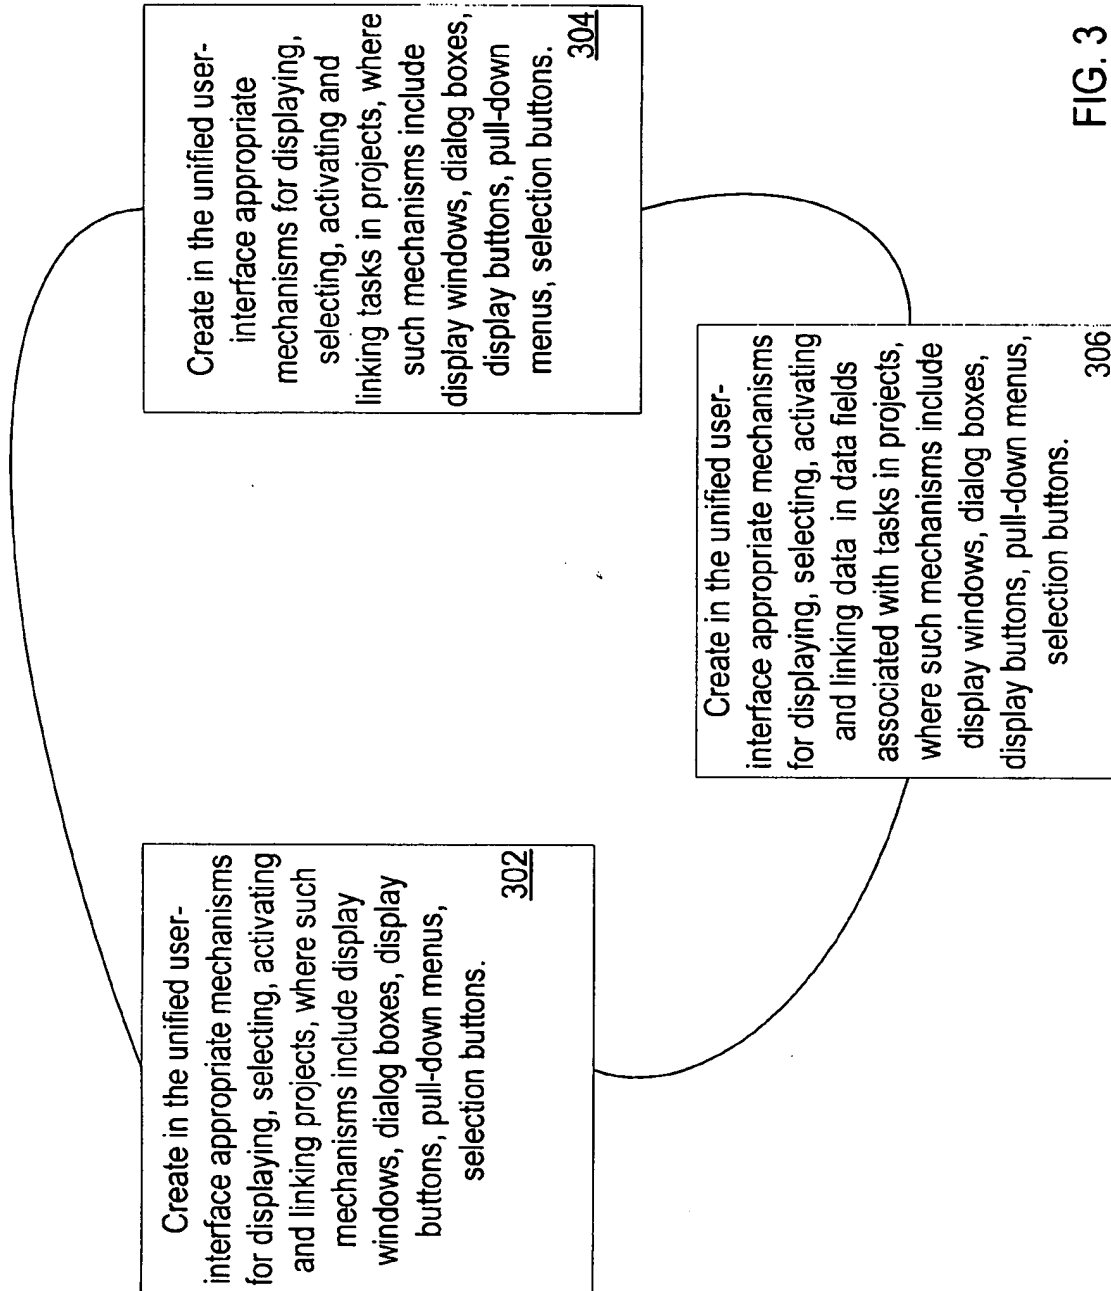 Create in the unified user-
interface appropriate mechanisms
for displaying, selecting, activating
and linking projects, where such
mechanisms include display
windows, dialog boxes, display
buttons, pull-down menus,
selection buttons.
302
Create in the unified user-
interface appropriate
mechanisms for displaying,
selecting, activating and
linking tasks in projects, where
such mechanisms include
display windows, dialog boxes,
display buttons, pull-down
menus, selection buttons.
304
Create in the unified user-
interface appropriate mechanisms
for displaying, selecting, activating
and linking data in data fields
associated with tasks in projects,
where such mechanisms include
display windows, dialog boxes,
display buttons, pull-down menus,
selection buttons.
306
FIG. 3